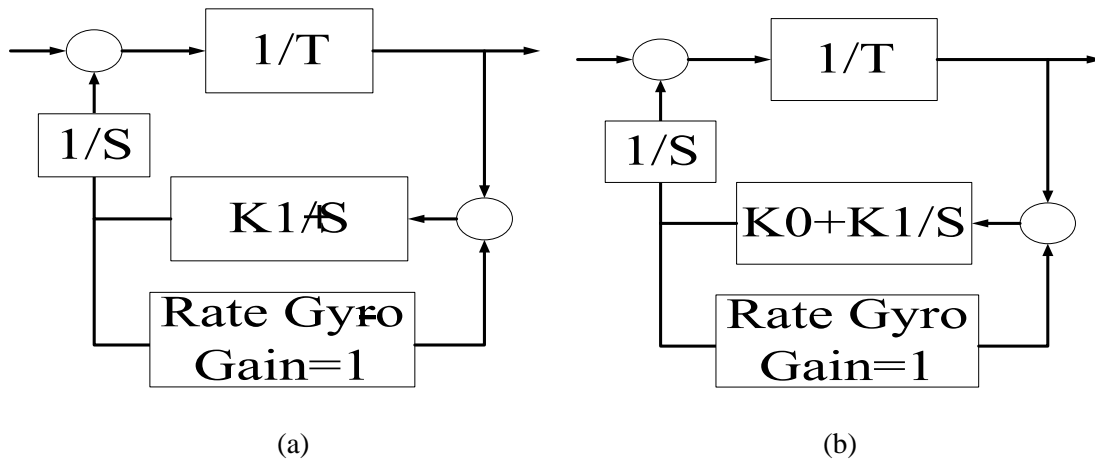 1/T
1/S
K1/S
+
Rate Gyro
-
Gain=1
(a)
1/T
1/S
K0+K1/S
Rate Gyro
Gain=1
(b)